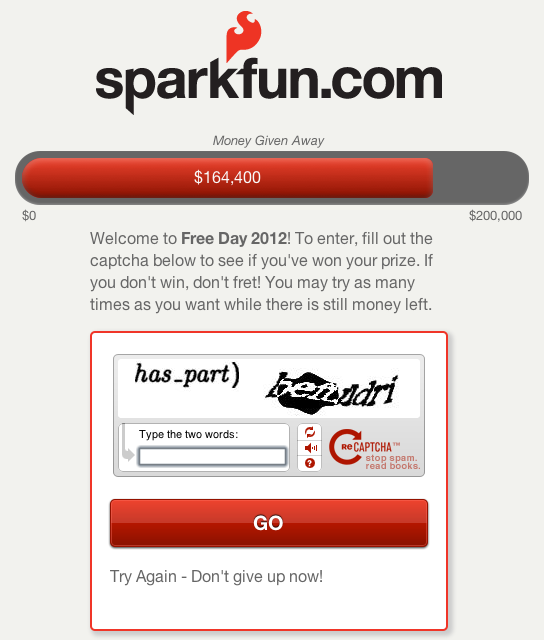 sparkfun.com
Money Given Away
$164,400
$0 $200,000
Welcome to Free Day 2012! To enter, fill out the
captcha below to see if you've won your prize. If
you don't win, don't fret! You may try as many
times as you want while there is still money left.
has_part)
Type the two words:
RE CAPTCHA™
stop spam.
read books.
GO
Try Again - Don't give up now!